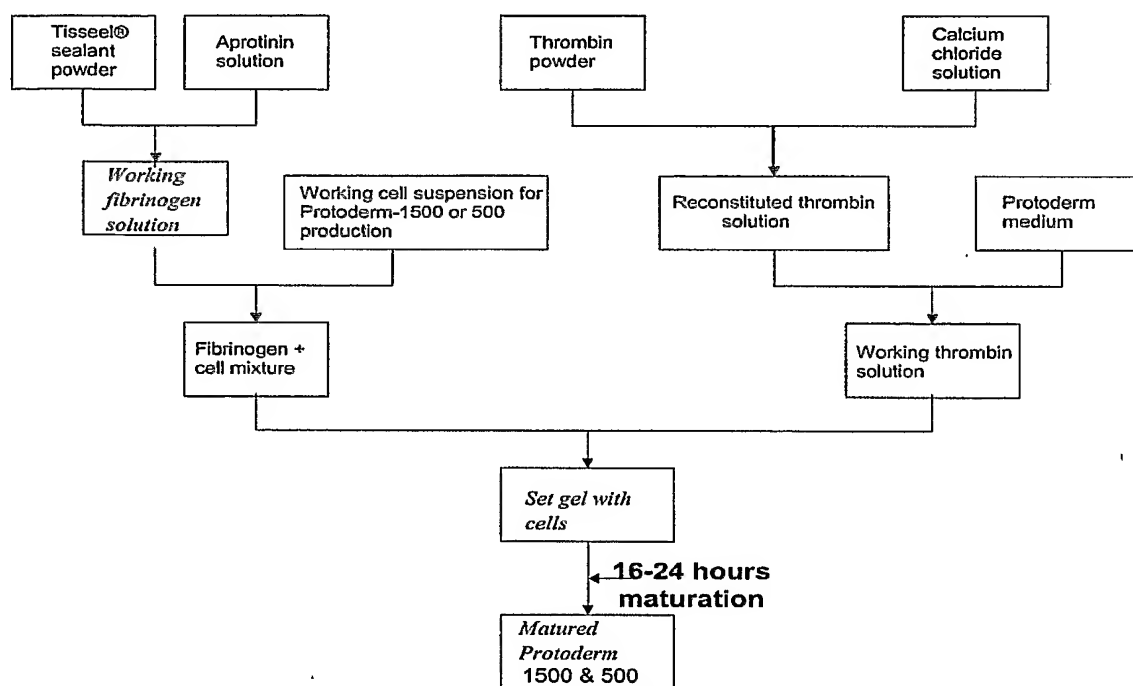 Tisseel®
sealant
powder
Aprotinin
solution
Thrombin
powder
Calcium
chloride
solution
Working
fibrinogen
solution
Working cell suspension for
Protoderm-1500 or 500
production
Reconstituted thrombin
solution
Protoderm
medium
Fibrinogen +
cell mixture
Working thrombin
solution
Set gel with
cells
16-24 hours
maturation
Matured
Protoderm
1500 & 500